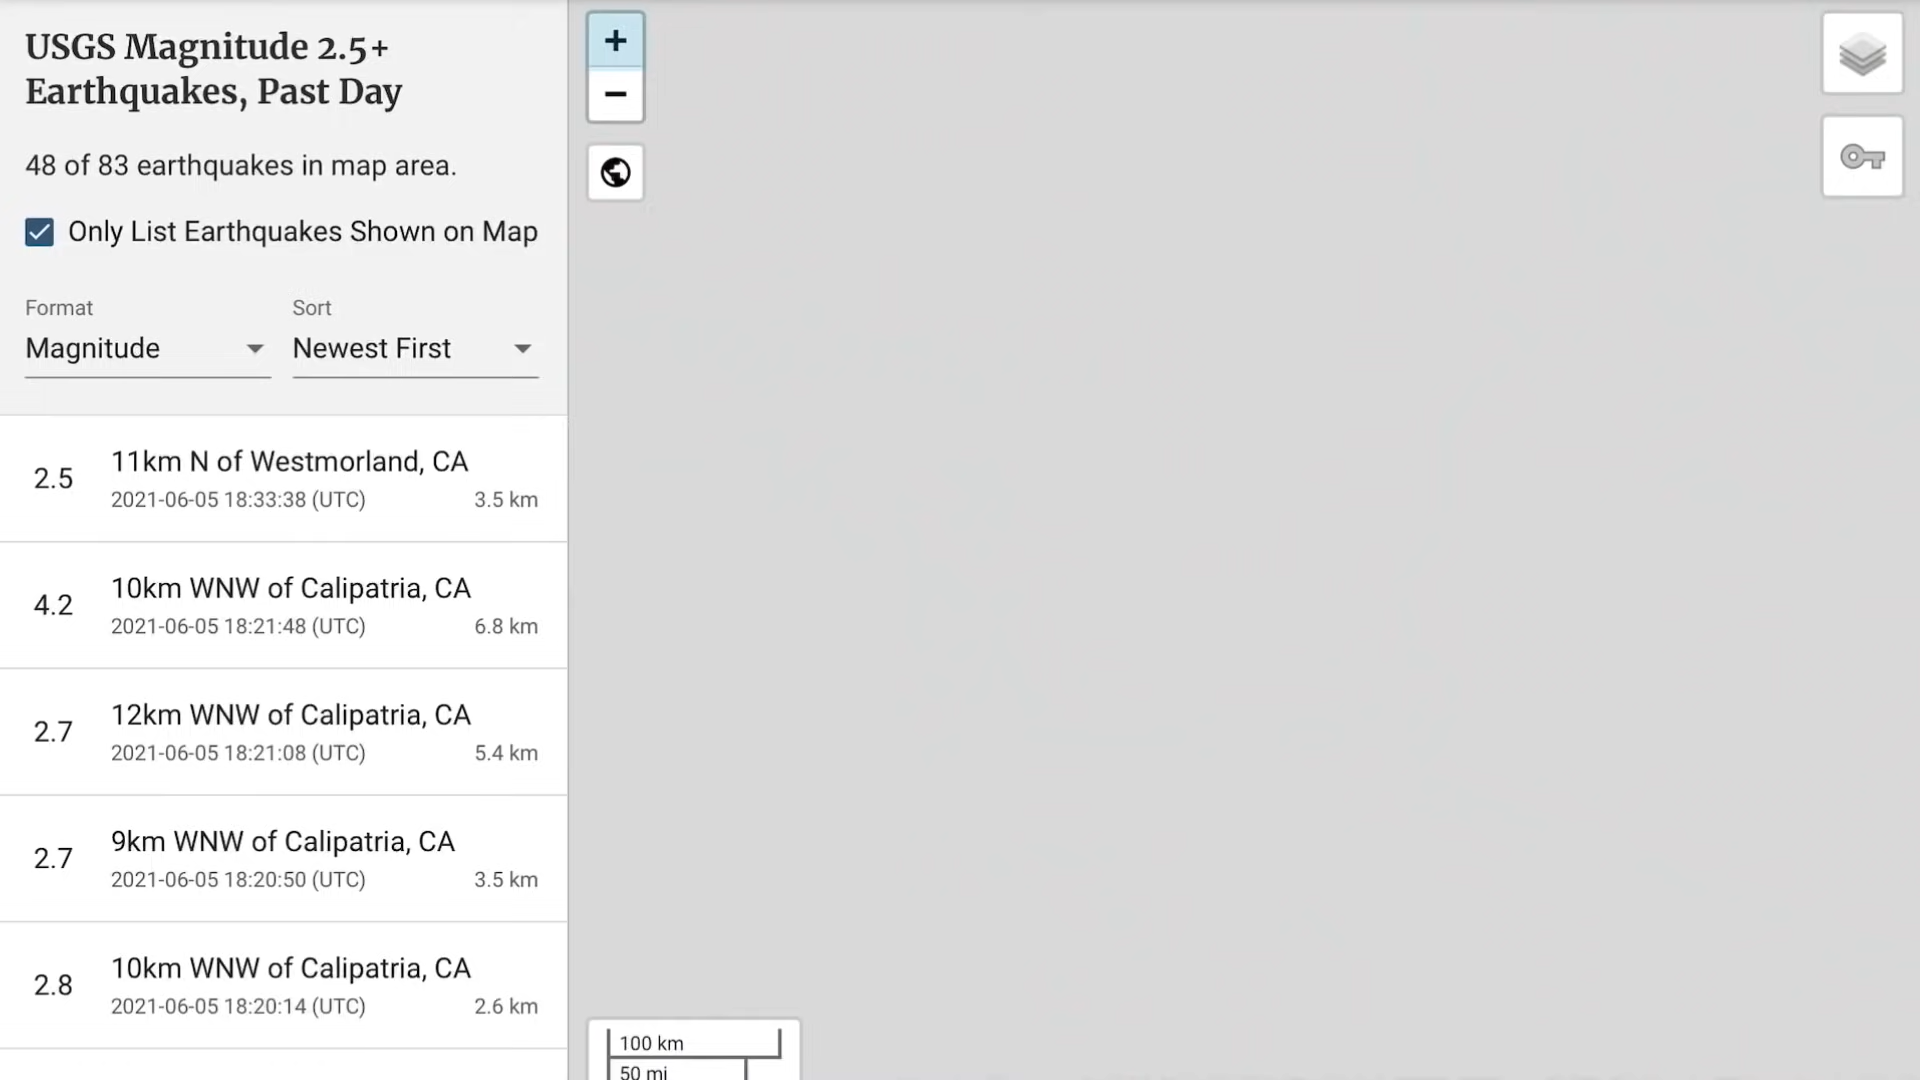 USGS Magnitude 2.5+
Earthquakes, Past Day
48 of 83 earthquakes in map area.
Only List Earthquakes Shown on Map
Format
Magnitude
Sort
Newest First
2.5
11km N of Westmorland, CA
2021-06-05 18:33:38 (UTC)
3.5 km
4.2
10km WNW of Calipatria, CA
2021-06-05 18:21:48 (UTC)
6.8 km
2.7
12km WNW of Calipatria, CA
2021-06-05 18:21:08 (UTC)
5.4 km
2.7
9km WNW of Calipatria, CA
2021-06-05 18:20:50 (UTC)
3.5 km
2.8
10km WNW of Calipatria, CA
2021-06-05 18:20:14 (UTC)
2.6 km
+
−
100 km
50 mi